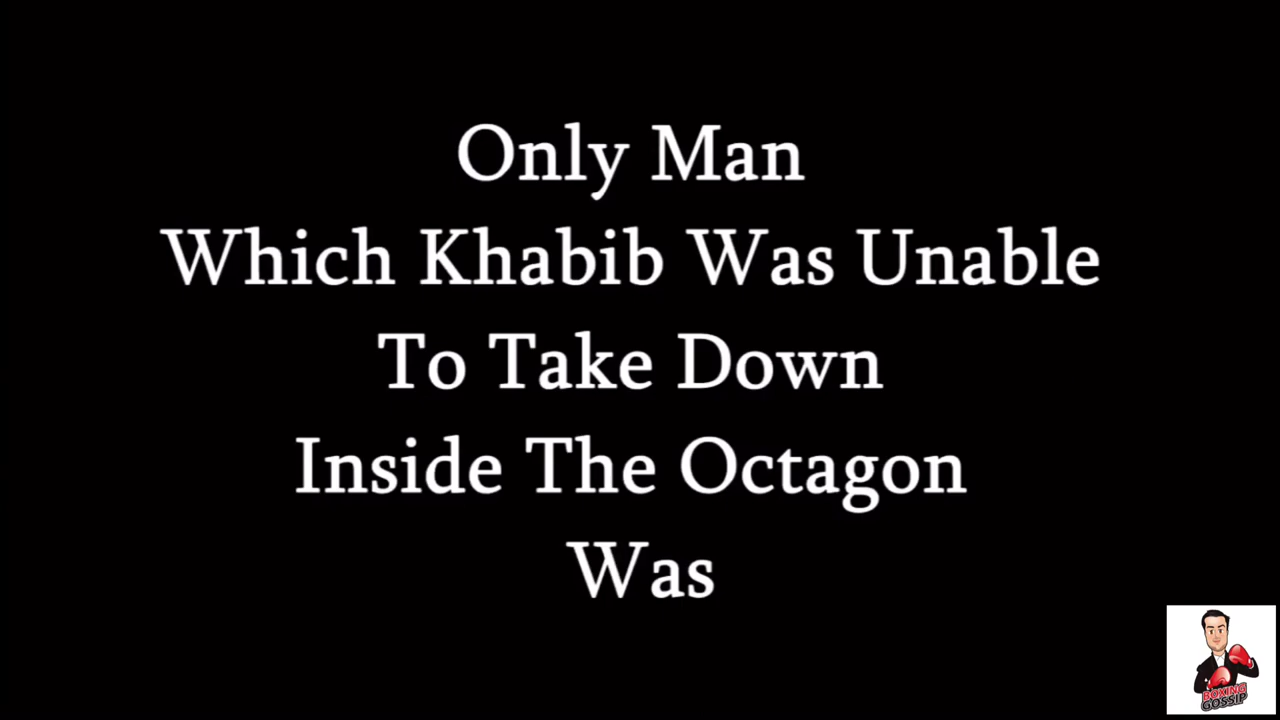 Only Man
Which Khabib Was Unable
To Take Down
Inside The Octagon
Was
BOXING
GOSSIP